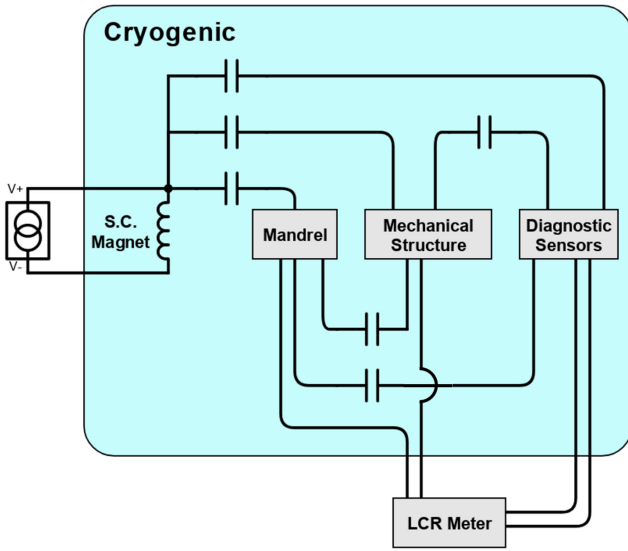 Cryogenic
V+
S.C.
Magnet
V-
Mandrel
Mechanical
Structure
Diagnostic
Sensors
LCR Meter